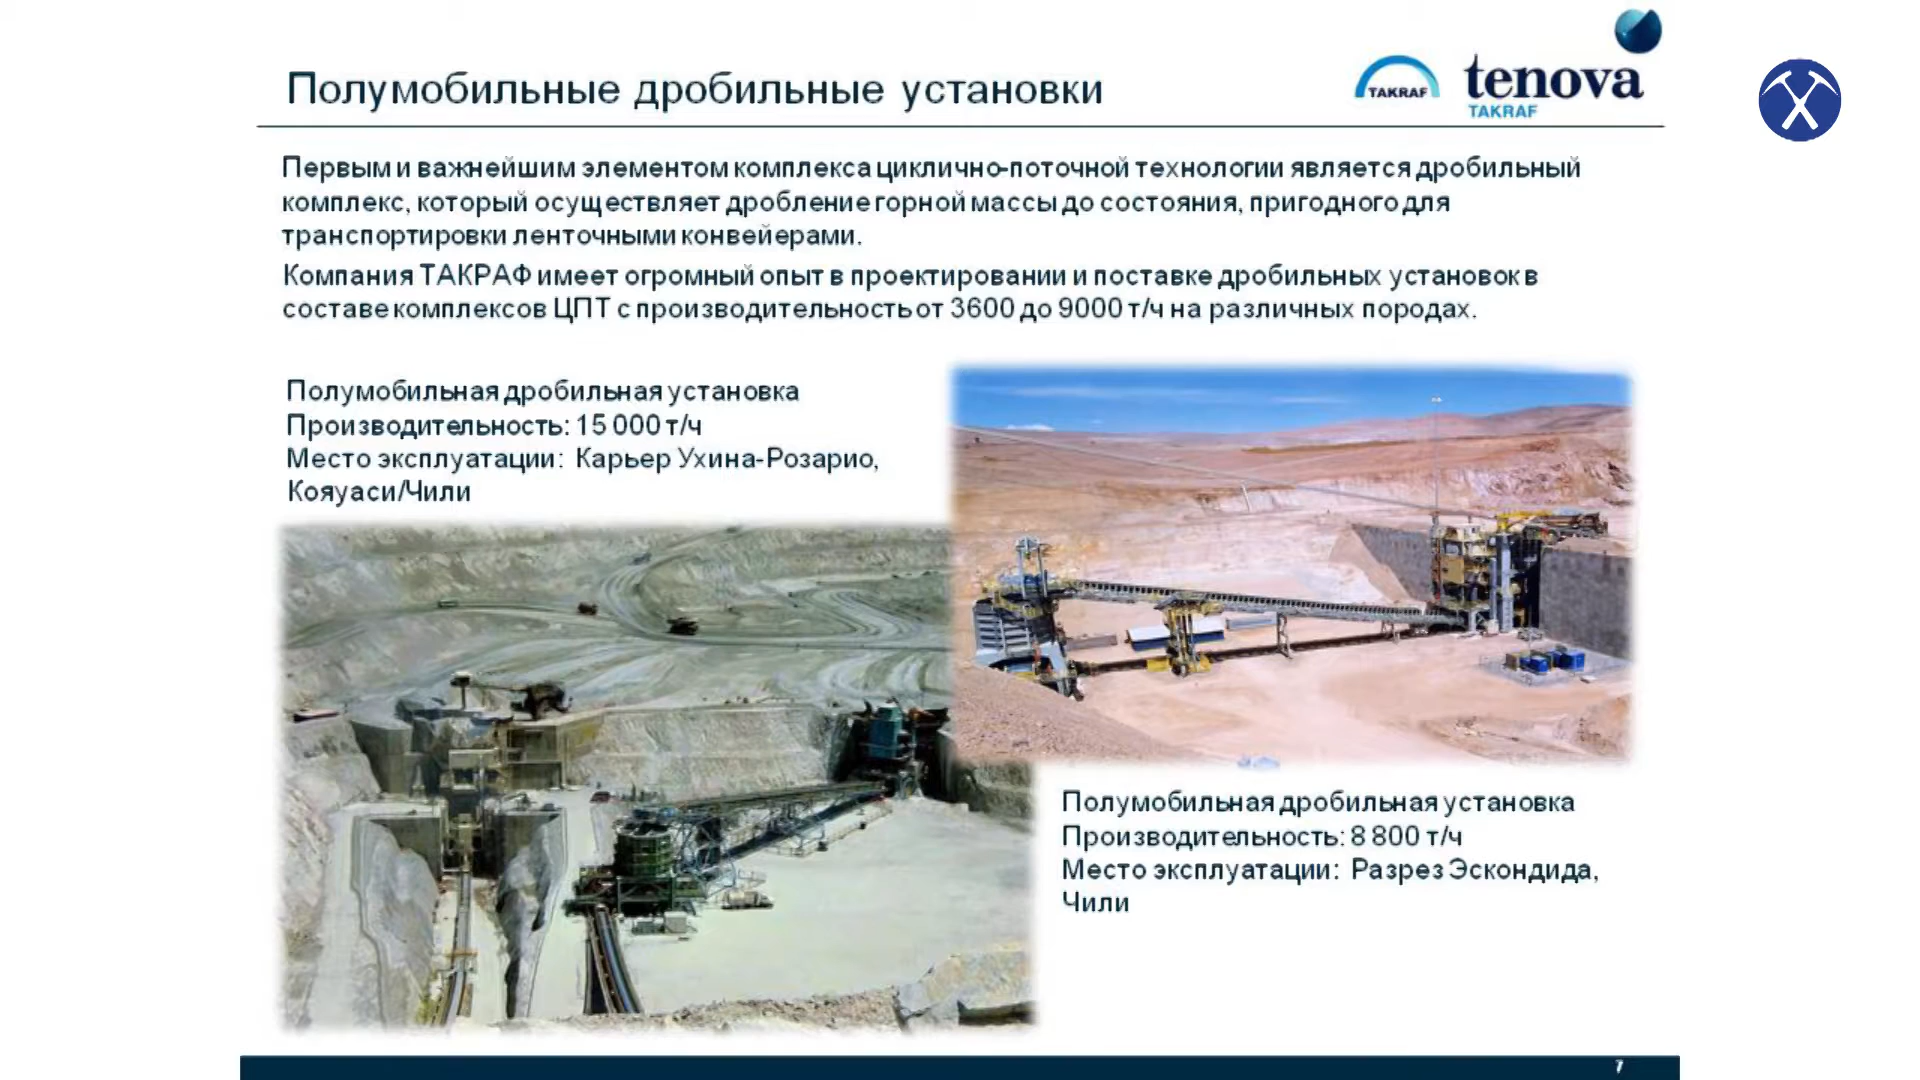 Полумобильные дробильные установки
TAKRAF
tenova
TAKRAF
Первым и важнейшим элементом комплекса циклично-поточной технологии является дробильный
комплекс, который осуществляет дробление горной массы до состояния, пригодного для
транспортировки ленточными конвейерами.
Компания ТАКРАФ имеет огромный опыт в проектировании и поставке дробильных установок в
составе комплексов ЦПТ с производительность от 3600 до 9000 т/ч на различных породах.
Полумобильная дробильная установка
Производительность: 15 000 т/ч
Место эксплуатации: Карьер Ухина-Розарио,
Кояуаси/Чили
Полумобильная дробильная установка
Производительность: 8 800 т/ч
Место эксплуатации: Разрез Эскондида,
Чили
7